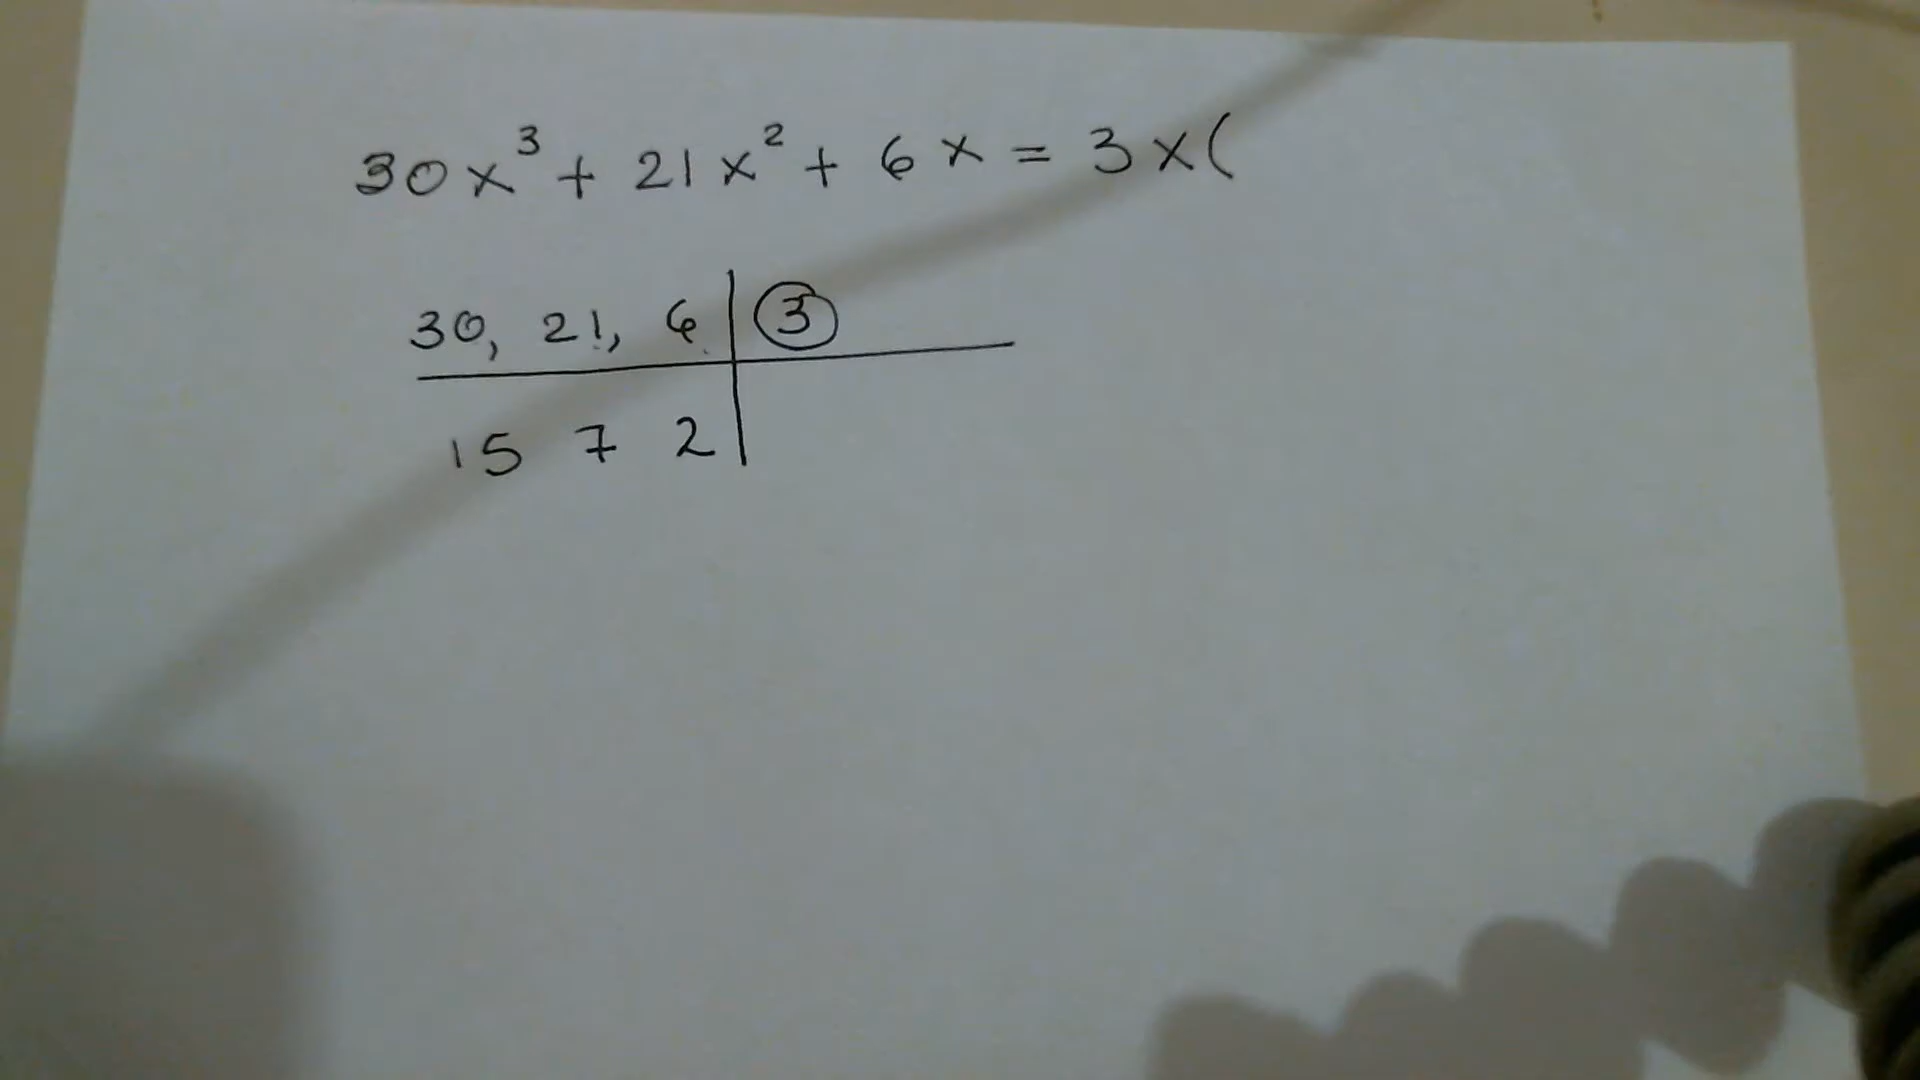 30x³ + 21x² + 6x = 3x(
30, 21, 6 | 3
15 7 2 |